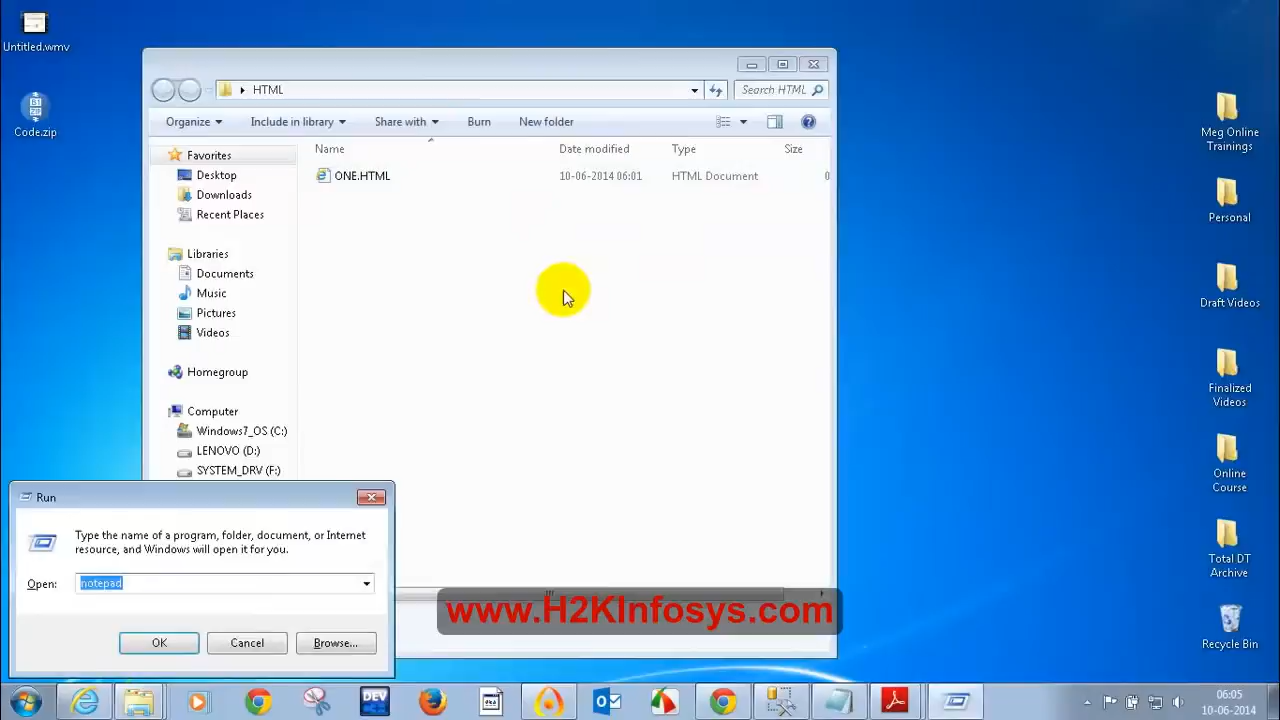 Untitled.wmv
Code.zip
HTML
Search HTML
Organize
Include in library
Share with
Burn
New folder
Name
Date modified
Type
Size
Favorites
Desktop
Downloads
Recent Places
Libraries
Documents
Music
Pictures
Videos
Homegroup
Computer
Windows7_OS (C:)
LENOVO (D:)
SYSTEM_DRV (F:)
ONE.HTML
10-06-2014 06:01
HTML Document
0
Run
Type the name of a program, folder, document, or Internet
resource, and Windows will open it for you.
Open:
notepad
OK
Cancel
Browse...
www.H2KInfosys.com
Meg Online
Trainings
Personal
Draft Videos
Finalized
Videos
Online
Course
Total DT
Archive
Recycle Bin
DEV
06:05
10-06-2014